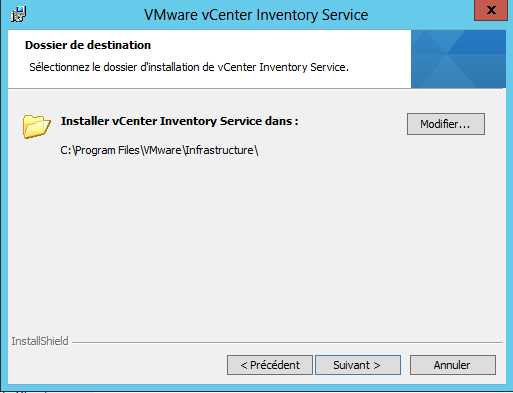 VMware vCenter Inventory Service
x
Dossier de destination
Sélectionnez le dossier d'installation de vCenter Inventory Service.
Installer vCenter Inventory Service dans :
Modifier...
C:\Program Files\VMware\Infrastructure\
InstallShield
< Précédent
Suivant >
Annuler